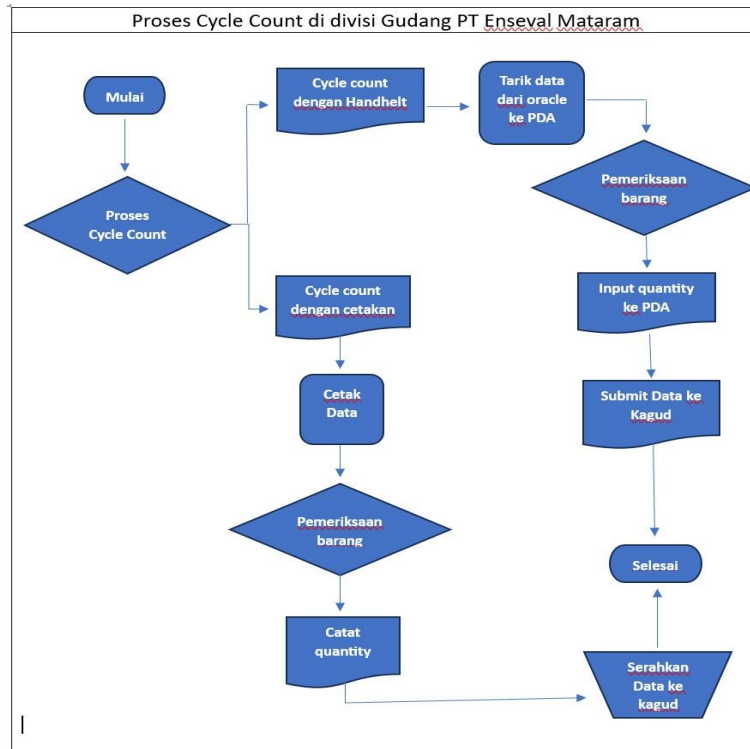 Proses Cycle Count di divisi Gudang PT Enseval Mataram
Mulai
Proses
Cycle Count
Cycle count
dengan Handhelt
Tarik data
dari oracle
ke PDA
Pemeriksaan
barang
Input quantity
ke PDA
Submit Data ke
Kagud
Cycle count
dengan cetakan
Cetak
Data
Pemeriksaan
barang
Catat
quantity
Serahkan
Data ke
kagud
Selesai